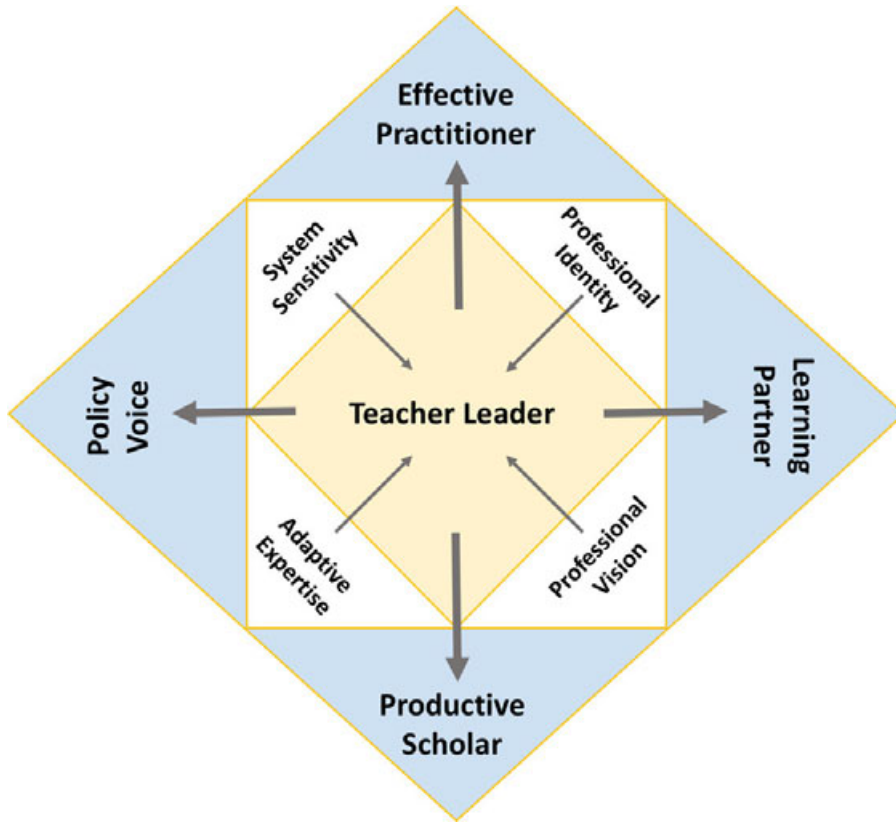 Effective
Practitioner
System
Sensitivity
Professional
Identity
Policy
Voice
Teacher Leader
Learning
Partner
Adaptive
Expertise
Professional
Vision
Productive
Scholar